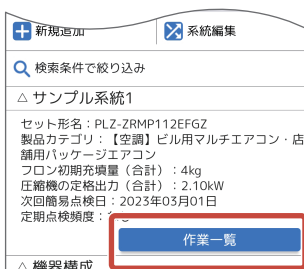 新規追加
系統編集
検索条件で絞り込み
△ サンプル系統1
セット形名：PLZ-ZRMP112EFGZ
製品カテゴリ：【空調】ビル用マルチエアコン・店
舗用パッケージエアコン
フロン初期充填量（合計）：4kg
圧縮機の定格出力（合計）：2.10kW
次回簡易点検日：2023年03月01日
定期点検頻度：
作業一覧
△ 機器構成